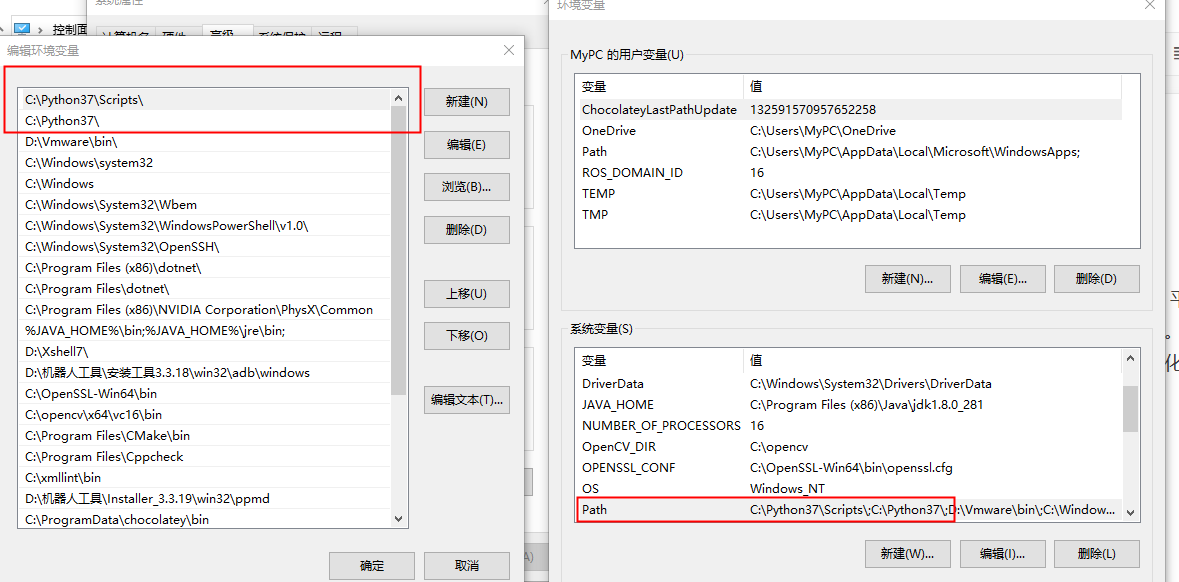 系统属性
控制面
计算机名 硬件 高级 系统保护 远程
编辑环境变量
C:\Python37\Scripts\
C:\Python37\
D:\Vmware\bin\
C:\Windows\system32
C:\Windows
C:\Windows\System32\Wbem
C:\Windows\System32\WindowsPowerShell\v1.0\
C:\Windows\System32\OpenSSH\
C:\Program Files (x86)\dotnet\
C:\Program Files\dotnet\
C:\Program Files (x86)\NVIDIA Corporation\PhysX\Common
%JAVA_HOME%\bin;%JAVA_HOME%\jre\bin;
D:\Xshell7\
D:\机器人工具\安装工具3.3.18\win32\adb\windows
C:\OpenSSL-Win64\bin
C:\opencv\x64\vc16\bin
C:\Program Files\CMake\bin
C:\Program Files\Cppcheck
C:\xmllint\bin
D:\机器人工具\Installer_3.3.19\win32\ppmd
C:\ProgramData\chocolatey\bin
新建(N)
编辑(E)
浏览(B)...
删除(D)
上移(U)
下移(O)
编辑文本(T)...
确定
取消
A)
环境变量
MyPC 的用户变量(U)
变量 值
ChocolateyLastPathUpdate 132591570957652258
OneDrive C:\Users\MyPC\OneDrive
Path C:\Users\MyPC\AppData\Local\Microsoft\WindowsApps;
ROS_DOMAIN_ID 16
TEMP C:\Users\MyPC\AppData\Local\Temp
TMP C:\Users\MyPC\AppData\Local\Temp
新建(N)... 编辑(E)... 删除(D)
系统变量(S)
变量 值
DriverData C:\Windows\System32\Drivers\DriverData
JAVA_HOME C:\Program Files (x86)\Java\jdk1.8.0_281
NUMBER_OF_PROCESSORS 16
OpenCV_DIR C:\opencv
OPENSSL_CONF C:\OpenSSL-Win64\bin\openssl.cfg
OS Windows_NT
Path C:\Python37\Scripts\;C:\Python37\;D:\Vmware\bin\;C:\Window...
新建(W)... 编辑(I)... 删除(L)